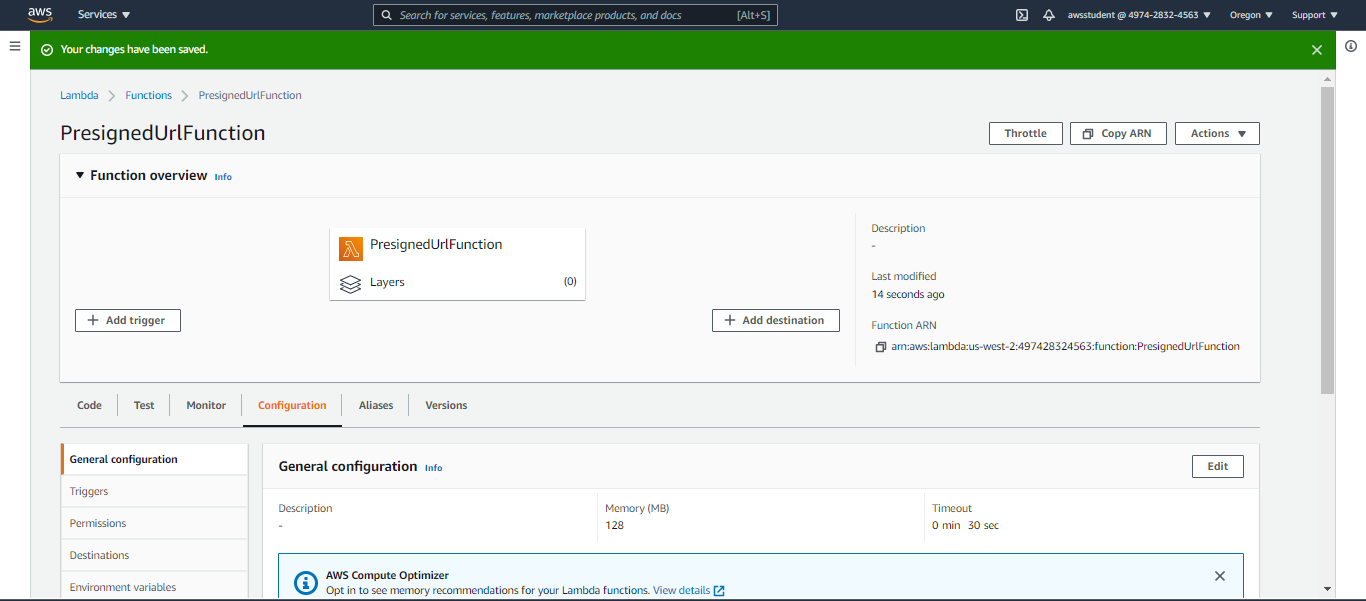 aws Services Search for services, features, marketplace products, and docs [Alt+S] awsstudent @ 4974-2832-4563 Oregon Support
Your changes have been saved.
Lambda Functions PresignedUrlFunction
PresignedUrlFunction Throttle Copy ARN Actions
Function overview Info
PresignedUrlFunction
Layers (0)
+ Add trigger
+ Add destination
Description
-
Last modified
14 seconds ago
Function ARN
arn:aws:lambda:us-west-2:497428324563:function:PresignedUrlFunction
Code Test Monitor Configuration Aliases Versions
General configuration
Triggers
Permissions
Destinations
Environment variables
General configuration Info Edit
Description
-
Memory (MB)
128
Timeout
0 min 30 sec
AWS Compute Optimizer
Opt in to see memory recommendations for your Lambda functions. View details